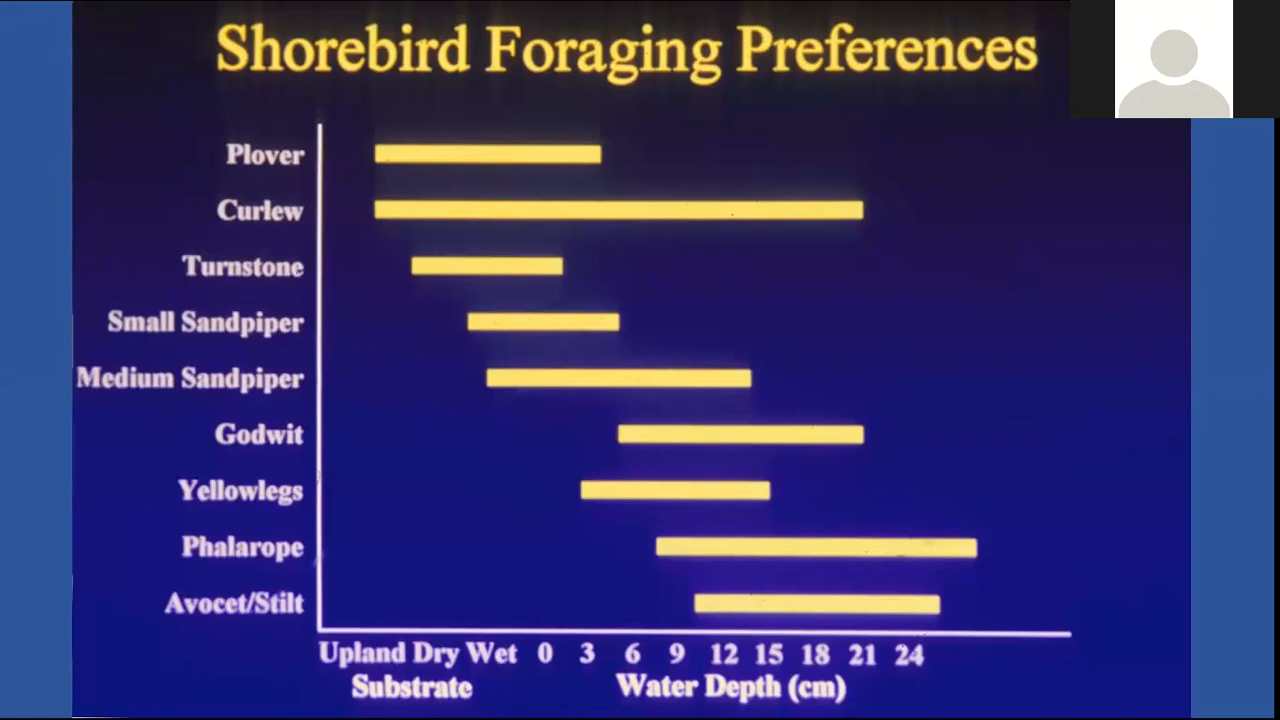 Shorebird Foraging Preferences
Plover
Curlew
Turnstone
Small Sandpiper
Medium Sandpiper
Godwit
Yellowlegs
Phalarope
Avocet/Stilt
Upland Dry Wet 0 3 6 9 12 15 18 21 24
Substrate Water Depth (cm)